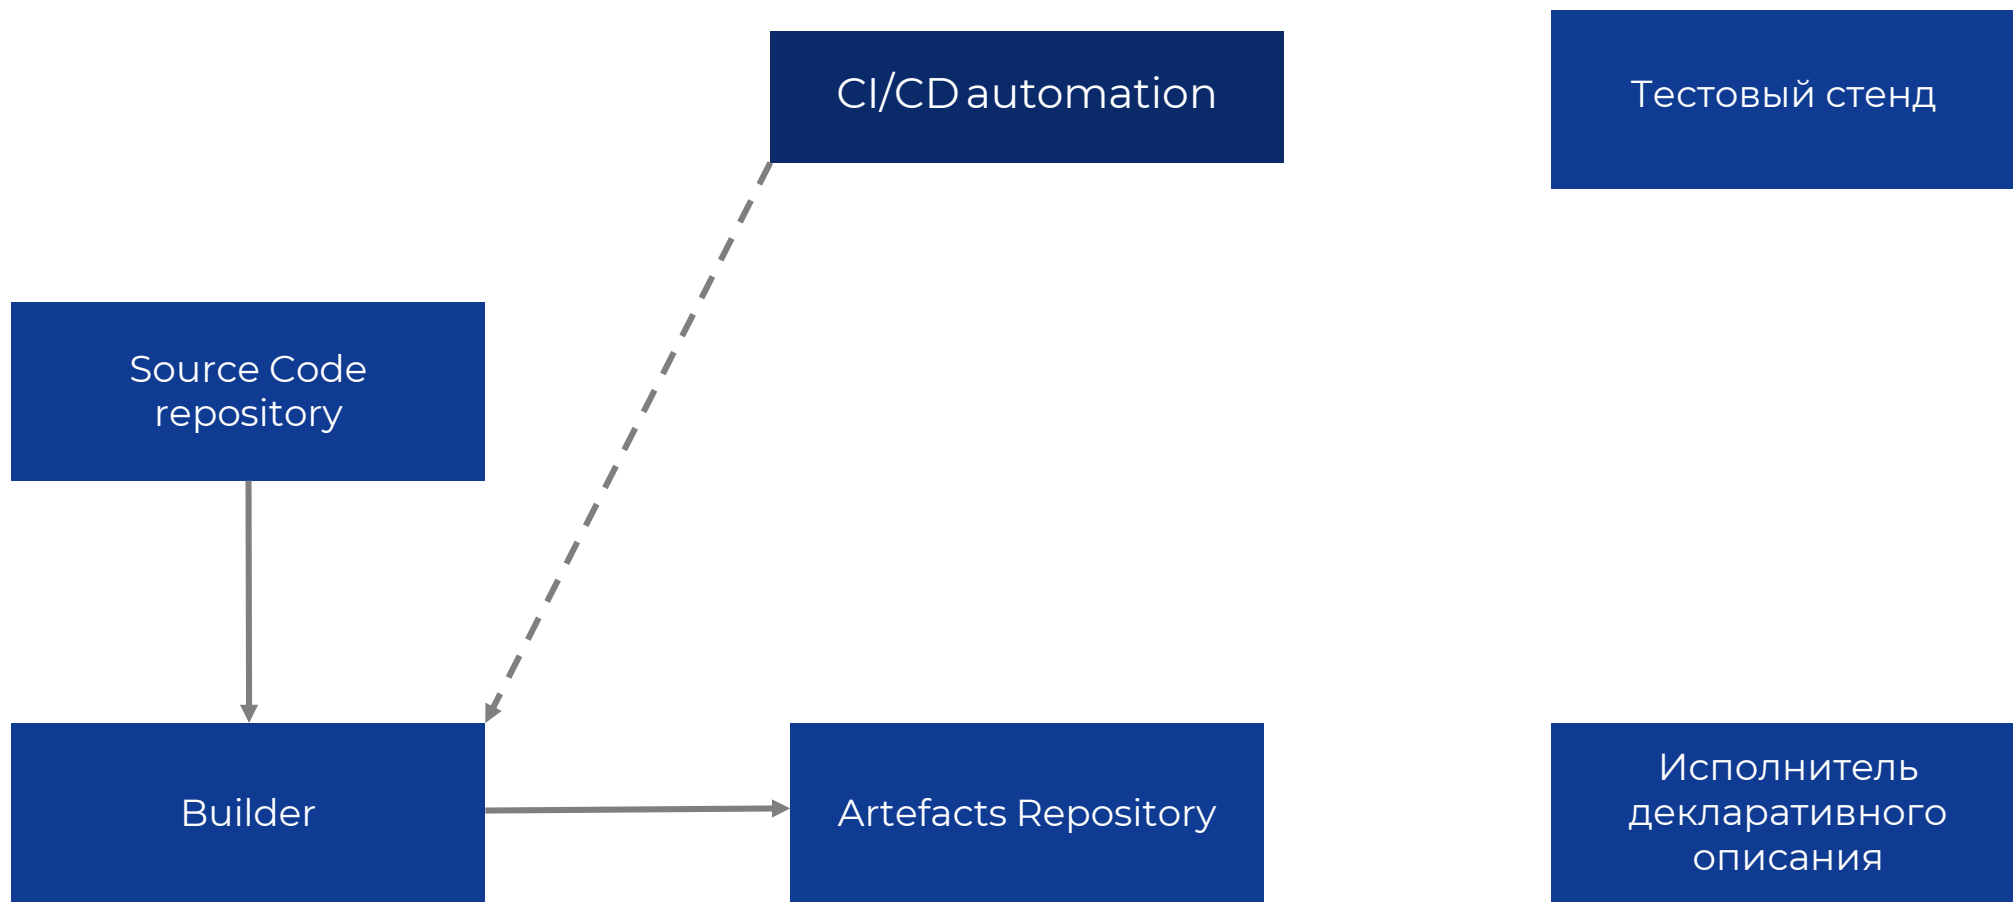 CI/CD automation
Тестовый стенд
Source Code
repository
Builder
Artefacts Repository
Исполнитель
декларативного
описания